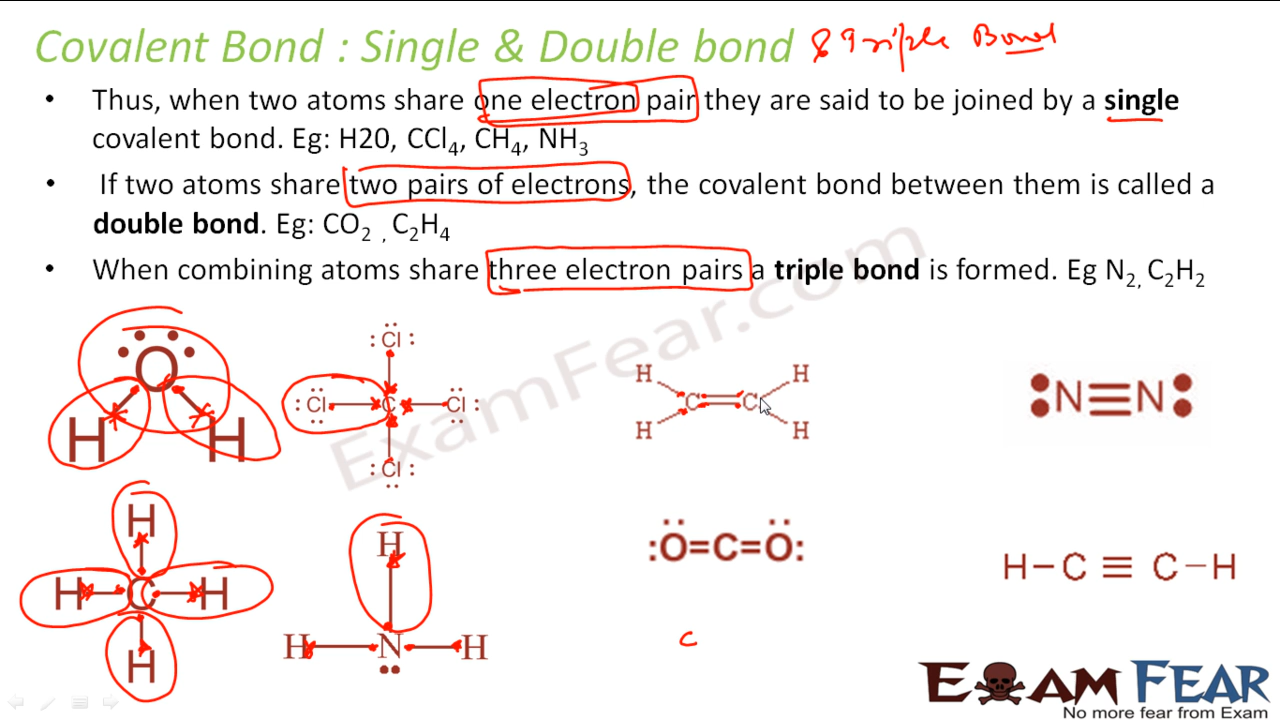 Covalent Bond : Single & Double bond & Triple Bond
• Thus, when two atoms share one electron pair they are said to be joined by a single
covalent bond. Eg: H20, CCl₄, CH₄, NH₃
• If two atoms share two pairs of electrons, the covalent bond between them is called a
double bond. Eg: CO₂ , C₂H₄
• When combining atoms share three electron pairs a triple bond is formed. Eg N₂, C₂H₂
O
H H
:Cl:
:Cl C Cl:
:Cl:
H H
C=C
H H
:N≡N:
H
H C H
H
H
H N H
:O=C=O:
H-C ≡ C-H
C
ExamFear.com
EXAM FEAR
No more fear from Exam